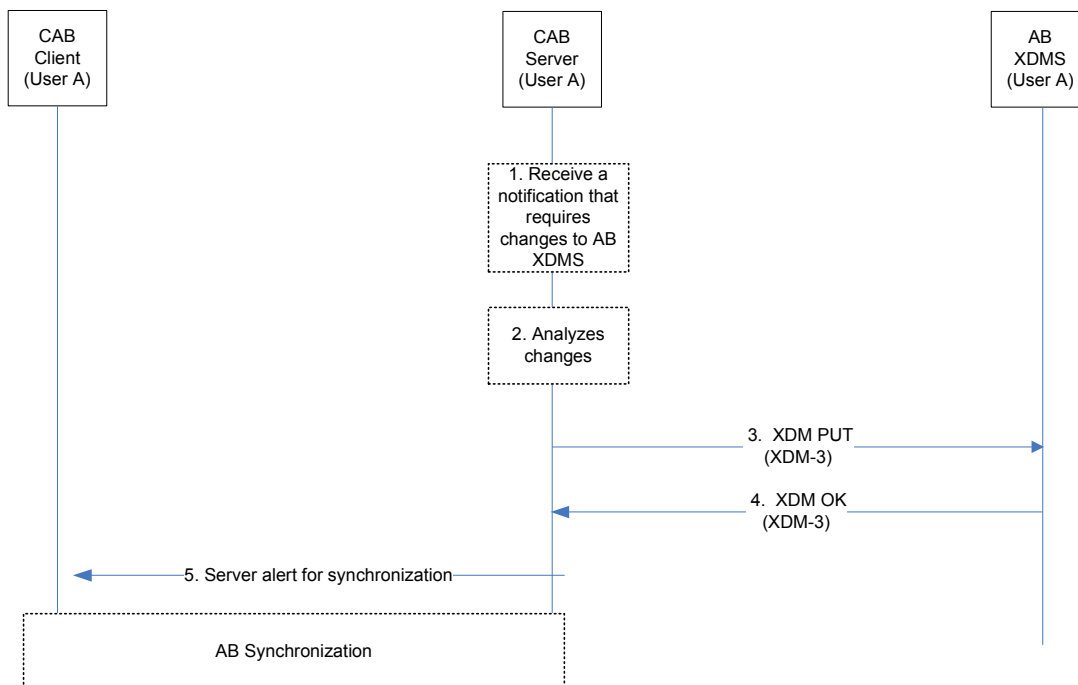 CAB
Client
(User A)
CAB
Server
(User A)
AB
XDMS
(User A)
1. Receive a
notification that
requires
changes to AB
XDMS
2. Analyzes
changes
3.  XDM PUT
(XDM-3)
4.  XDM OK
(XDM-3)
5. Server alert for synchronization
AB Synchronization